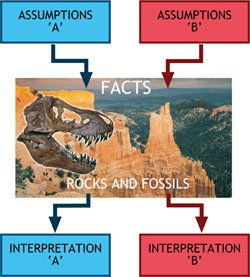 ASSUMPTIONS
'A'
ASSUMPTIONS
'B'
FACTS
ROCKS AND FOSSILS
INTERPRETATION
'A'
INTERPRETATION
'B'